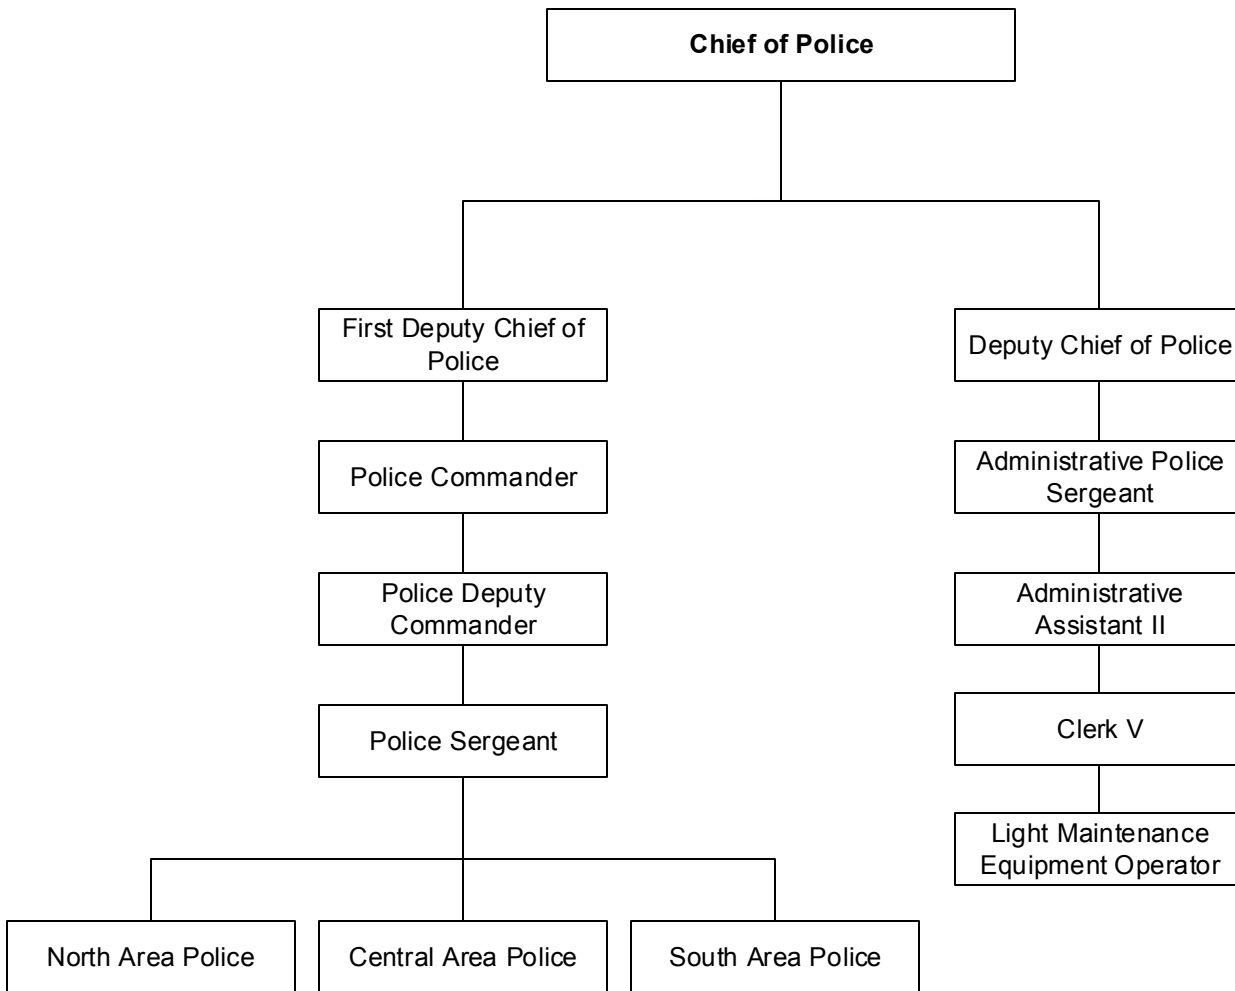 Chief of Police
First Deputy Chief of
Police
Deputy Chief of Police
Police Commander
Administrative Police
Sergeant
Police Deputy
Commander
Administrative
Assistant II
Police Sergeant
Clerk V
Light Maintenance
Equipment Operator
North Area Police
Central Area Police
South Area Police